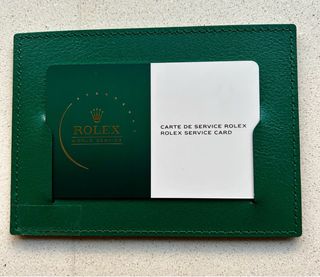 ROLEX
WORLD SERVICE
CARTE DE SERVICE ROLEX
ROLEX SERVICE CARD